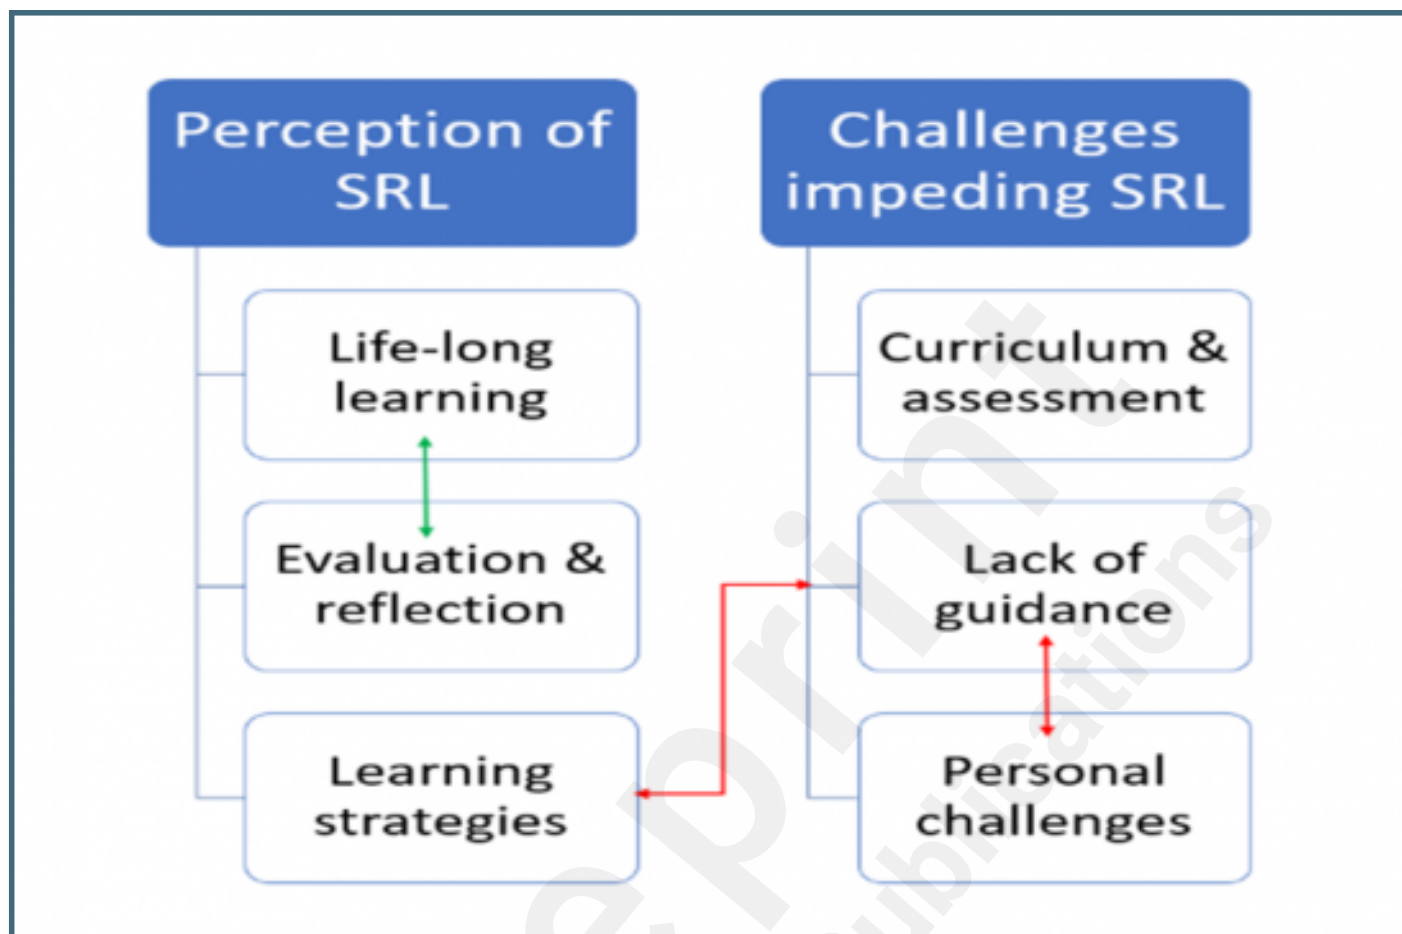 Perception of
SRL
Life-long
learning
Evaluation &
reflection
Learning
strategies
Challenges
impeding SRL
Curriculum &
assessment
Lack of
guidance
Personal
challenges